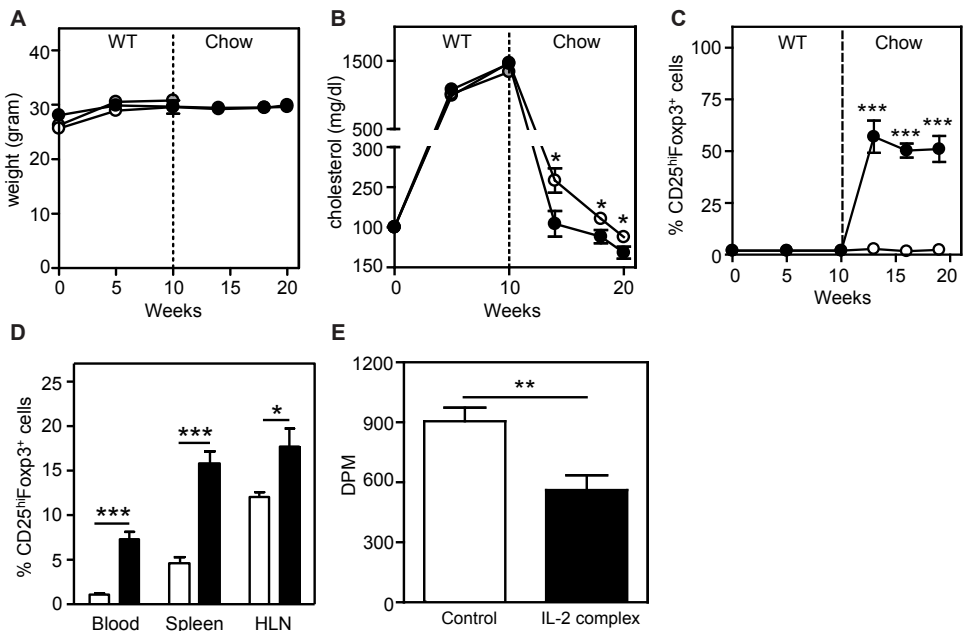 A
WT Chow
weight (gram)
40
30
20
10
0
0 5 10 15 20
Weeks
B
WT Chow
cholesterol (mg/dl)
1500
500
300
250
100
150
* * *
0 10 20
Weeks
C
WT Chow
% CD25hiFoxp3+ cells
100
75
50
25
0
*** *** ***
0 5 10 15 20
Weeks
D
% CD25hiFoxp3+ cells
25
20
15
10
5
0
*** *** *
Blood Spleen HLN
E
DPM
1200
900
600
300
0
**
Control IL-2 complex